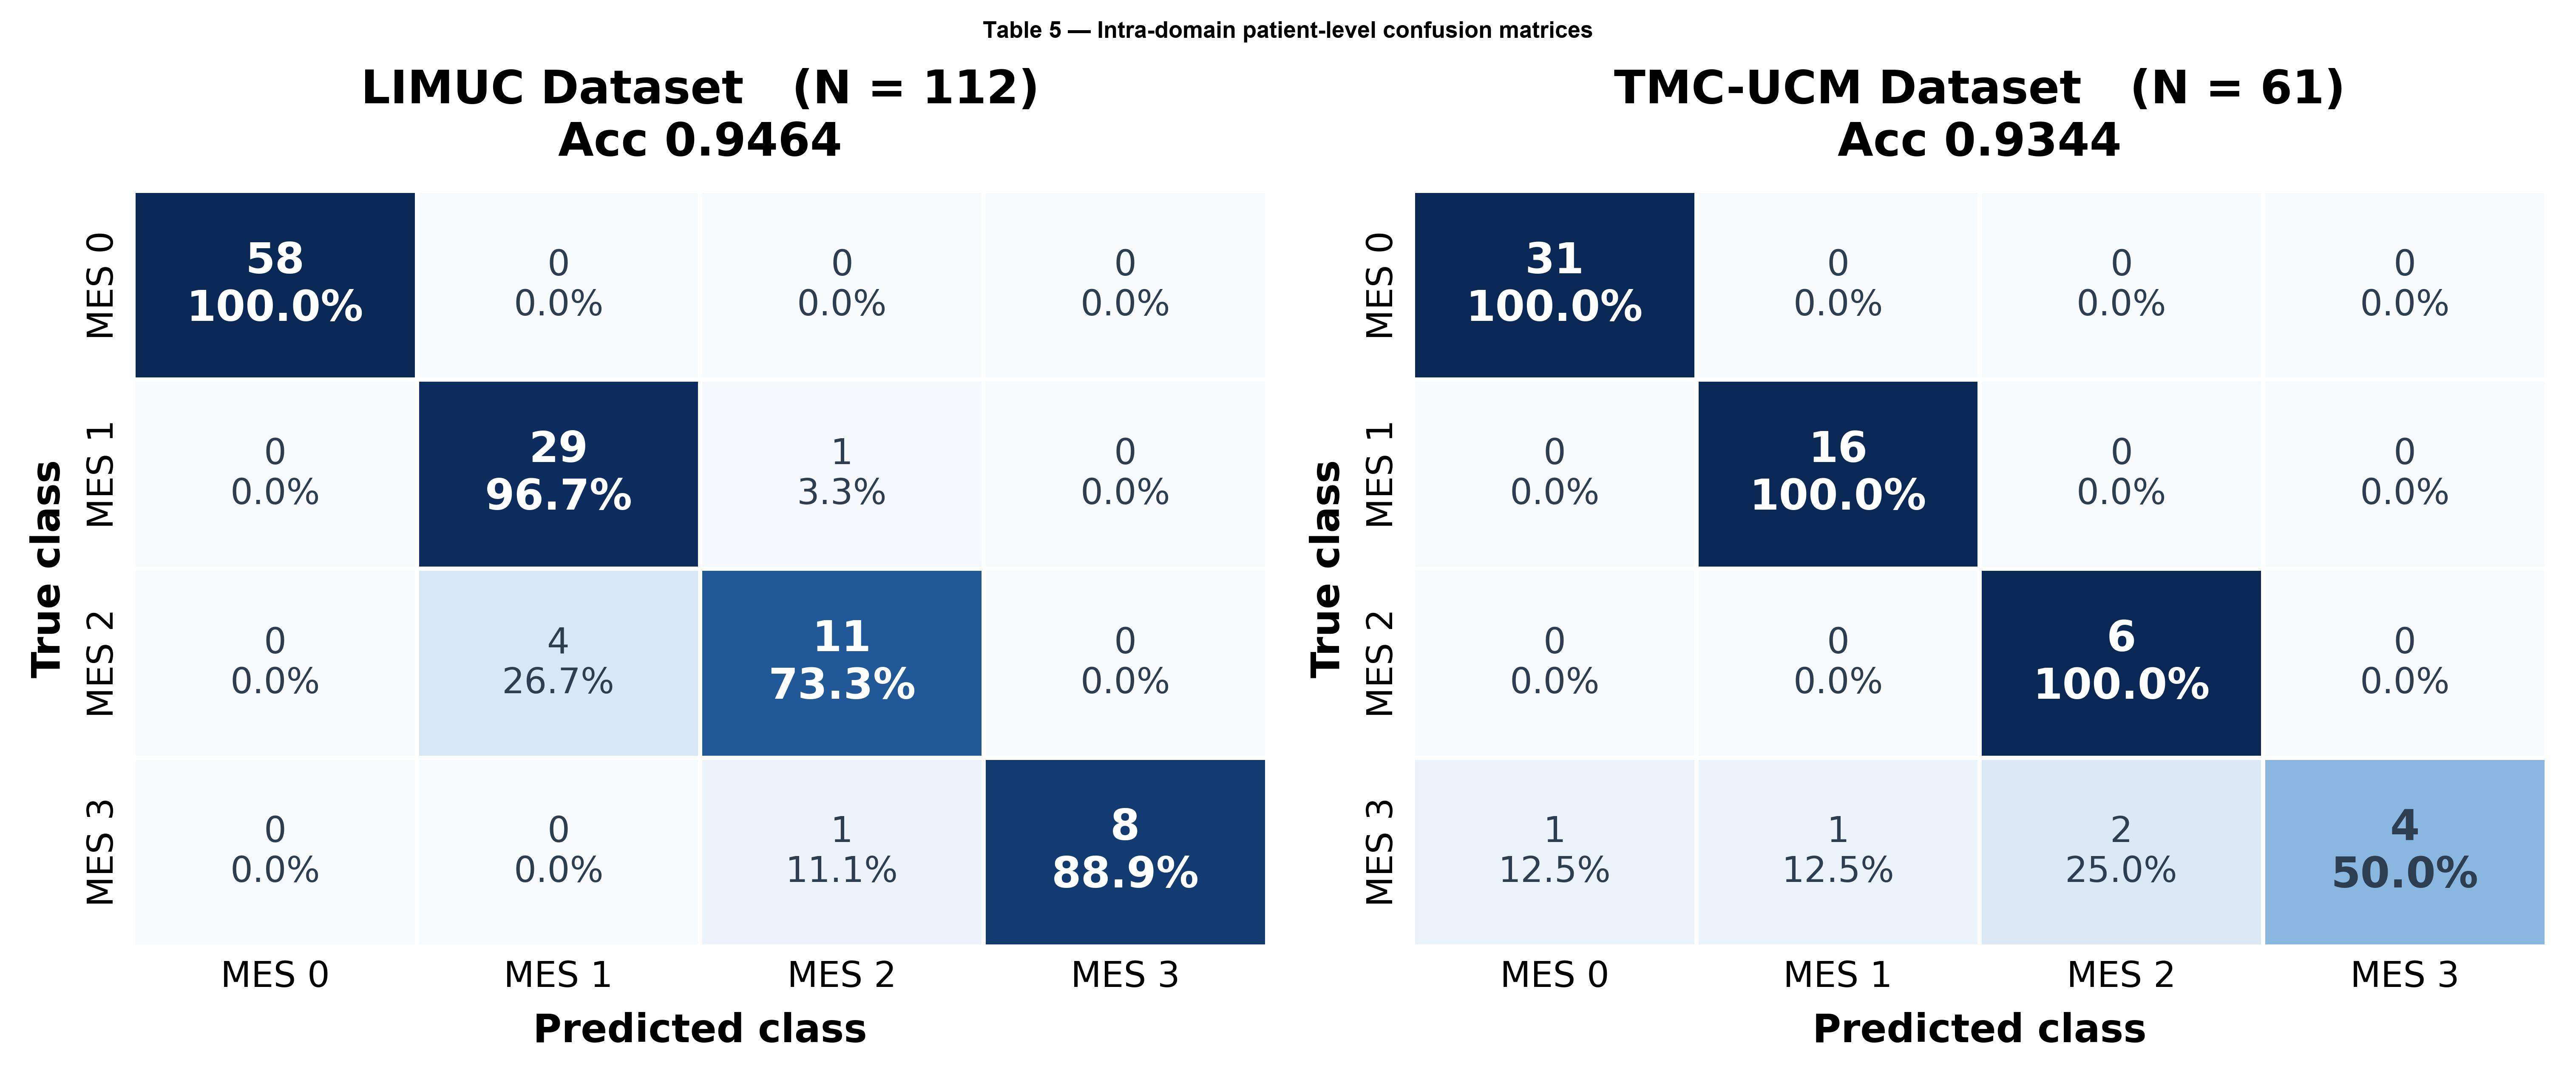 Table 5 — Intra-domain patient-level confusion matrices
LIMUC Dataset (N = 112)
Acc 0.9464
True class
MES 0
58
100.0%
0
0.0%
0
0.0%
0
0.0%
MES 1
0
0.0%
29
96.7%
1
3.3%
0
0.0%
MES 2
0
0.0%
4
26.7%
11
73.3%
0
0.0%
MES 3
0
0.0%
0
0.0%
1
11.1%
8
88.9%
MES 0
MES 1
MES 2
MES 3
Predicted class
TMC-UCM Dataset (N = 61)
Acc 0.9344
True class
MES 0
31
100.0%
0
0.0%
0
0.0%
0
0.0%
MES 1
0
0.0%
16
100.0%
0
0.0%
0
0.0%
MES 2
0
0.0%
0
0.0%
6
100.0%
0
0.0%
MES 3
1
12.5%
1
12.5%
2
25.0%
4
50.0%
MES 0
MES 1
MES 2
MES 3
Predicted class